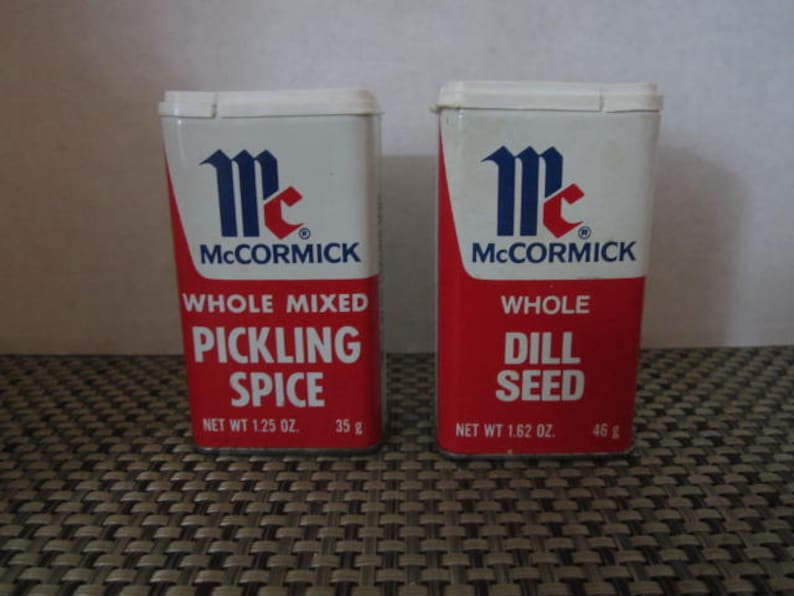 Mc®
McCORMICK
WHOLE MIXED
PICKLING
SPICE
NET WT 1.25 OZ. 35 g
Mc®
McCORMICK
WHOLE
DILL
SEED
NET WT 1.62 OZ. 46 g